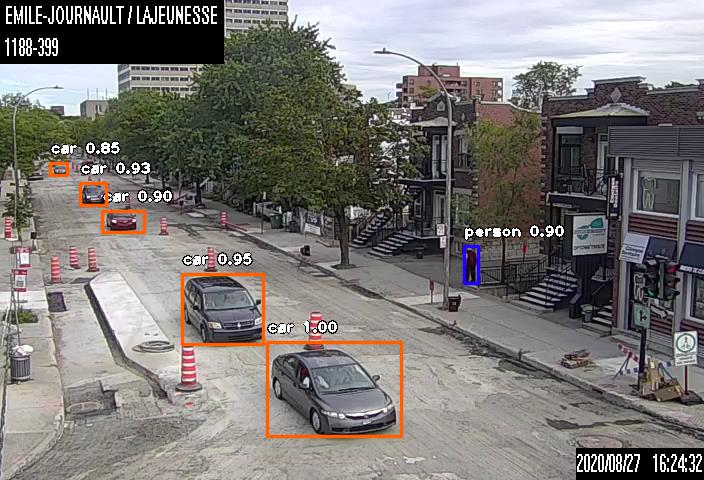 EMILE-JOURNAULT / LAJEUNESSE
1188-399
car 0.85
car 0.93
car 0.90
person 0.90
car 0.95
car 1.00
2020/08/27 16:24:32